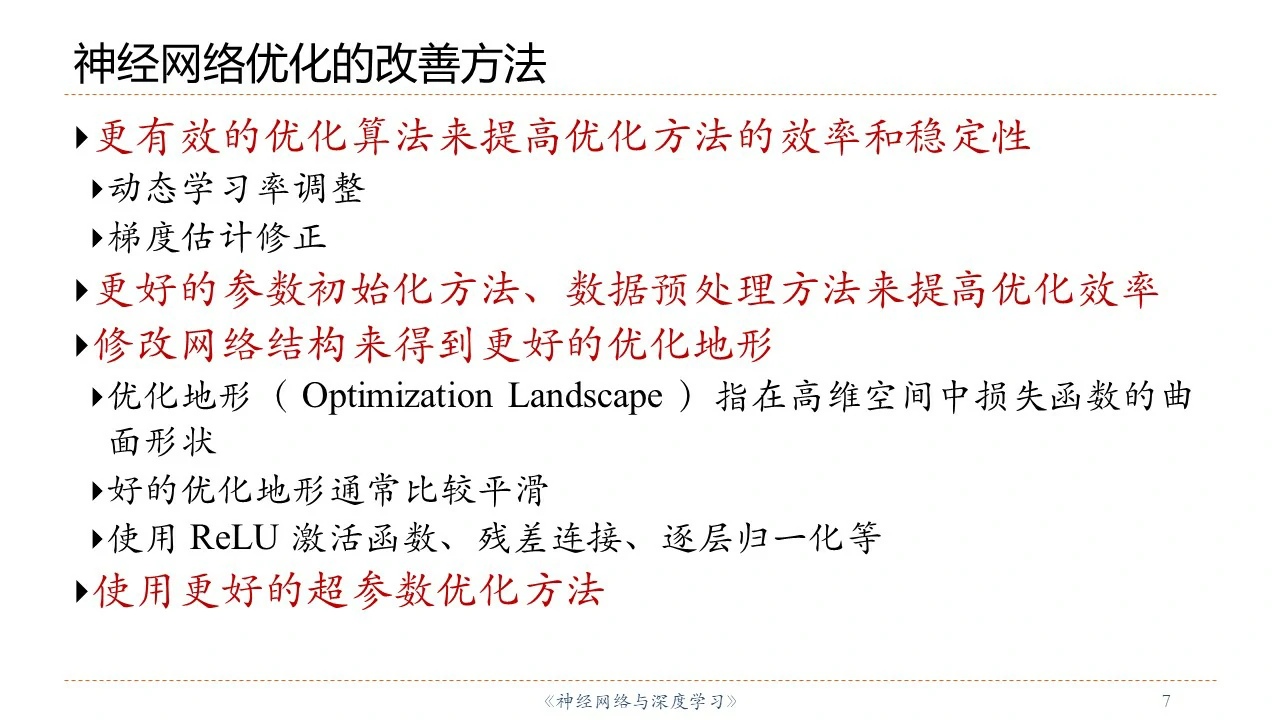 神经网络优化的改善方法
更有效的优化算法来提高优化方法的效率和稳定性
动态学习率调整
梯度估计修正
更好的参数初始化方法、数据预处理方法来提高优化效率
修改网络结构来得到更好的优化地形
优化地形（ Optimization Landscape ）指在高维空间中损失函数的曲
面形状
好的优化地形通常比较平滑
使用 ReLU 激活函数、残差连接、逐层归一化等
使用更好的超参数优化方法
《神经网络与深度学习》
7